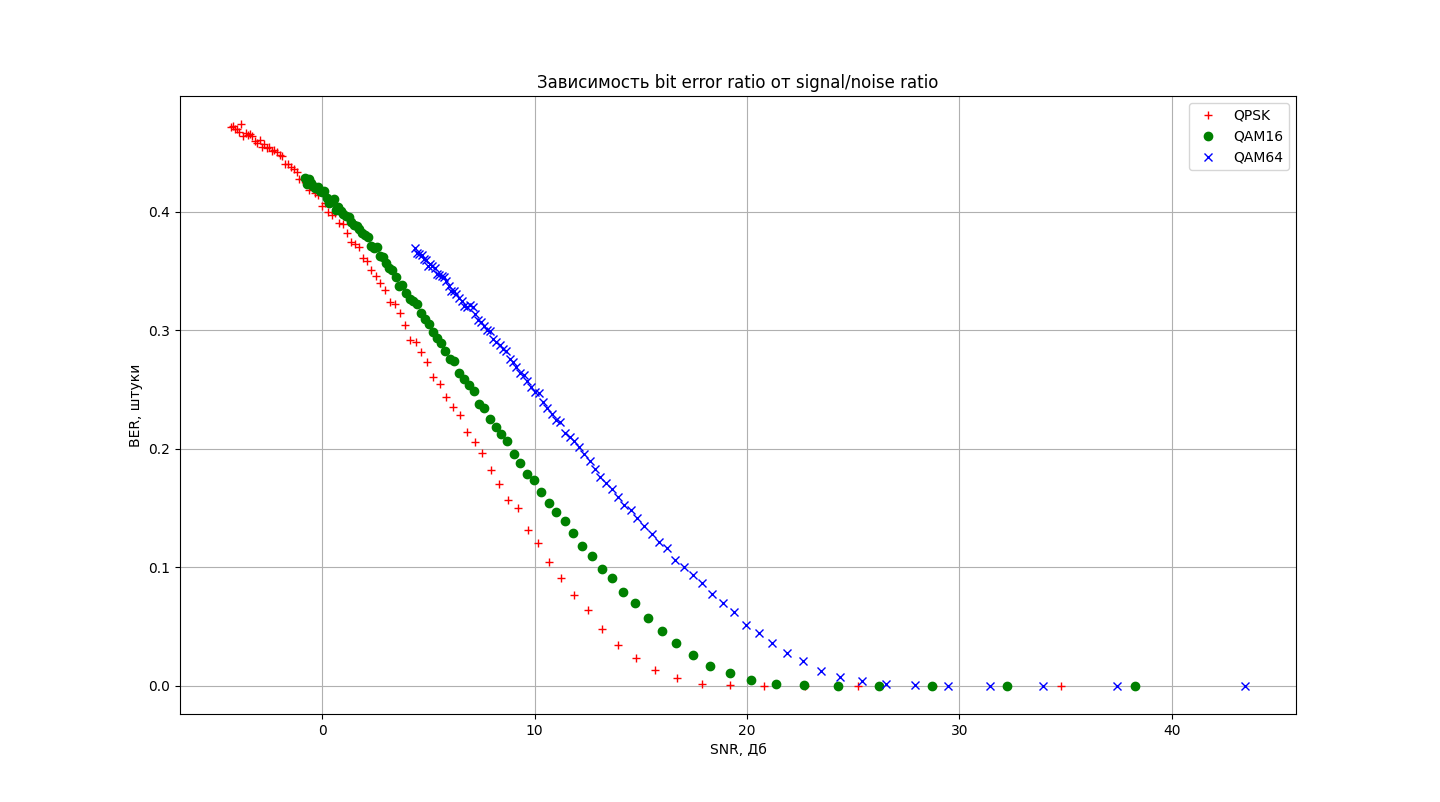 Зависимость bit error ratio от signal/noise ratio
QPSK
QAM16
QAM64
BER, штуки
0.4
0.3
0.2
0.1
0.0
0 10 20 30 40
SNR, Дб